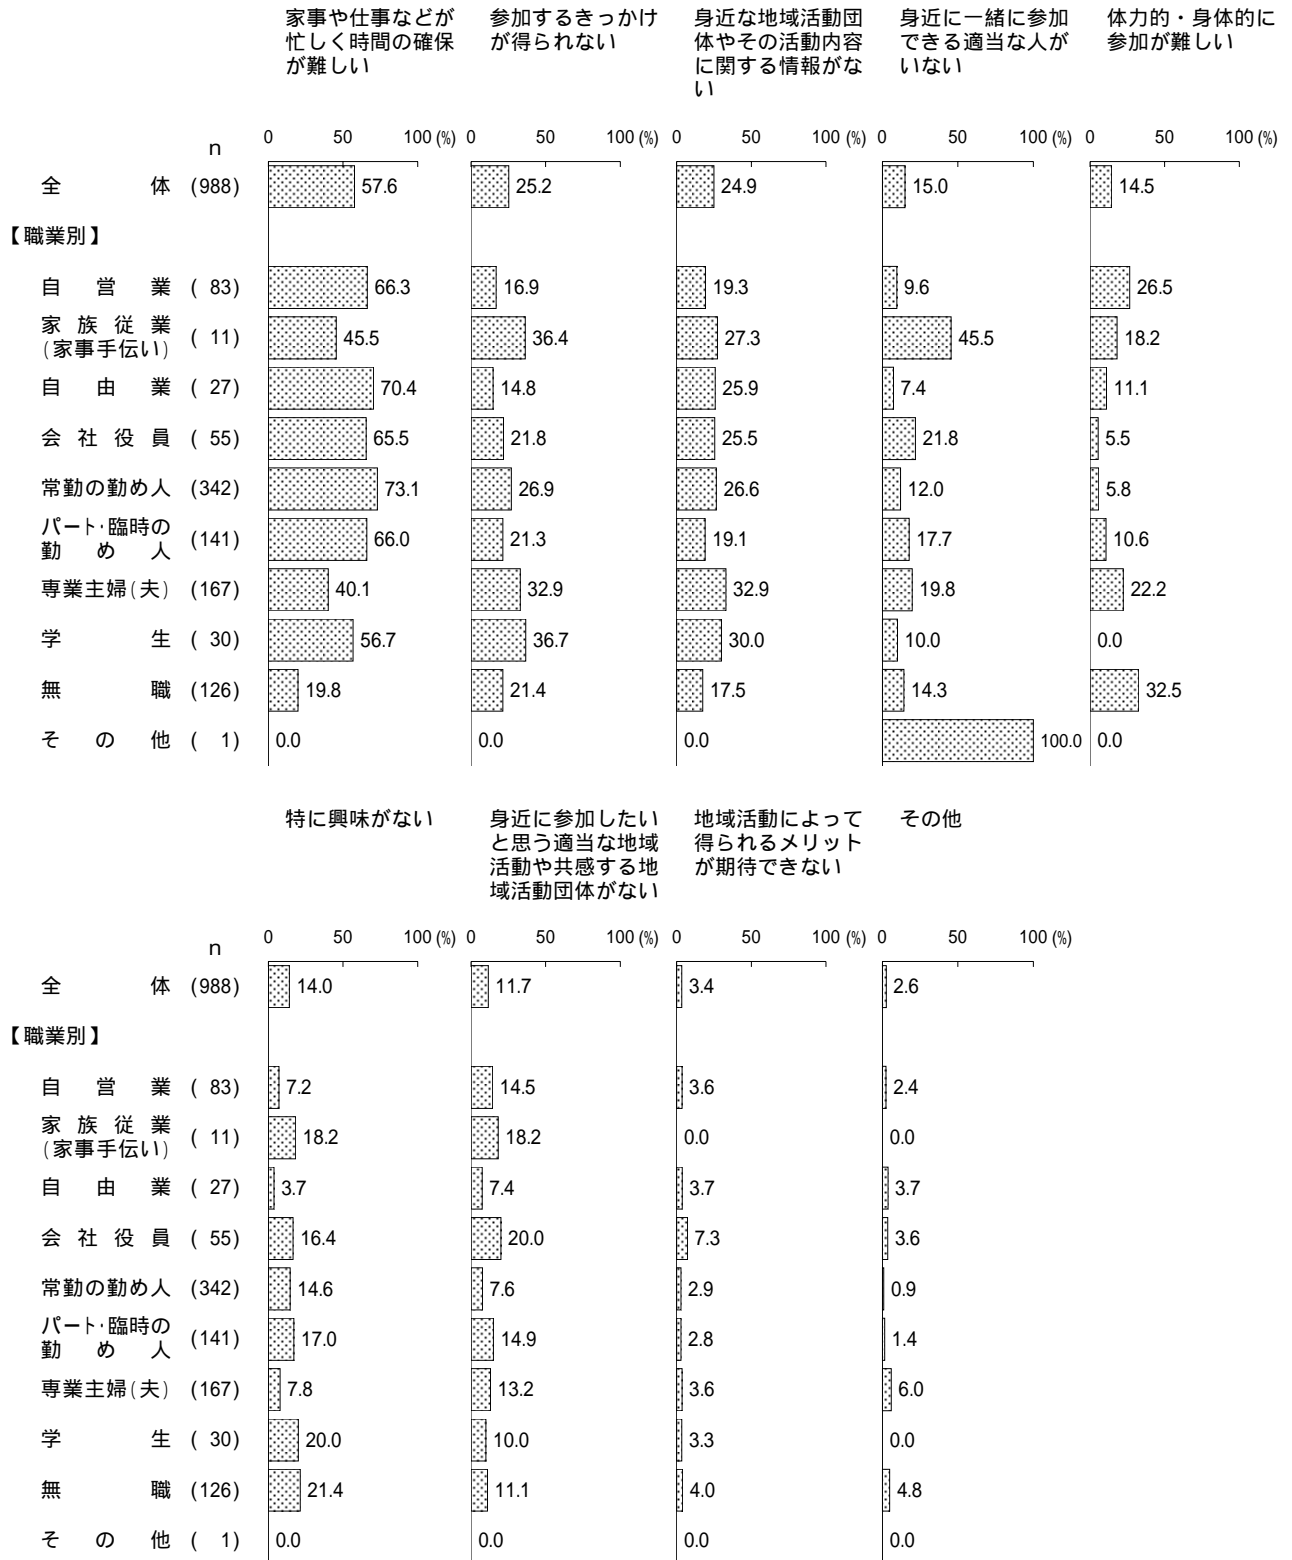 家事や仕事などが
忙しく時間の確保
が難しい
参加するきっかけ
が得られない
身近な地域活動団
体やその活動内容
に関する情報がな
い
身近に一緒に参加
できる適当な人が
いない
体力的・身体的に
参加が難しい
n 0 50 100 (%) 0 50 100 (%) 0 50 100 (%) 0 50 100 (%) 0 50 100 (%)
全体 (988) 57.6 25.2 24.9 15.0 14.5
【職業別】
自営業 ( 83) 66.3 16.9 19.3 9.6 26.5
家族従業
(家事手伝い) ( 11) 45.5 36.4 27.3 45.5 18.2
自由業 ( 27) 70.4 14.8 25.9 7.4 11.1
会社役員 ( 55) 65.5 21.8 25.5 21.8 5.5
常勤の勤め人 (342) 73.1 26.9 26.6 12.0 5.8
パート・臨時の
勤め人 (141) 66.0 21.3 19.1 17.7 10.6
専業主婦(夫) (167) 40.1 32.9 32.9 19.8 22.2
学生 ( 30) 56.7 36.7 30.0 10.0 0.0
無職 (126) 19.8 21.4 17.5 14.3 32.5
その他 ( 1) 0.0 0.0 0.0 100.0 0.0
特に興味がない
身近に参加したい
と思う適当な地域
活動や共感する地
域活動団体がない
地域活動によって
得られるメリット
が期待できない
その他
n 0 50 100 (%) 0 50 100 (%) 0 50 100 (%) 0 50 100 (%)
全体 (988) 14.0 11.7 3.4 2.6
【職業別】
自営業 ( 83) 7.2 14.5 3.6 2.4
家族従業
(家事手伝い) ( 11) 18.2 18.2 0.0 0.0
自由業 ( 27) 3.7 7.4 3.7 3.7
会社役員 ( 55) 16.4 20.0 7.3 3.6
常勤の勤め人 (342) 14.6 7.6 2.9 0.9
パート・臨時の
勤め人 (141) 17.0 14.9 2.8 1.4
専業主婦(夫) (167) 7.8 13.2 3.6 6.0
学生 ( 30) 20.0 10.0 3.3 0.0
無職 (126) 21.4 11.1 4.0 4.8
その他 ( 1) 0.0 0.0 0.0 0.0